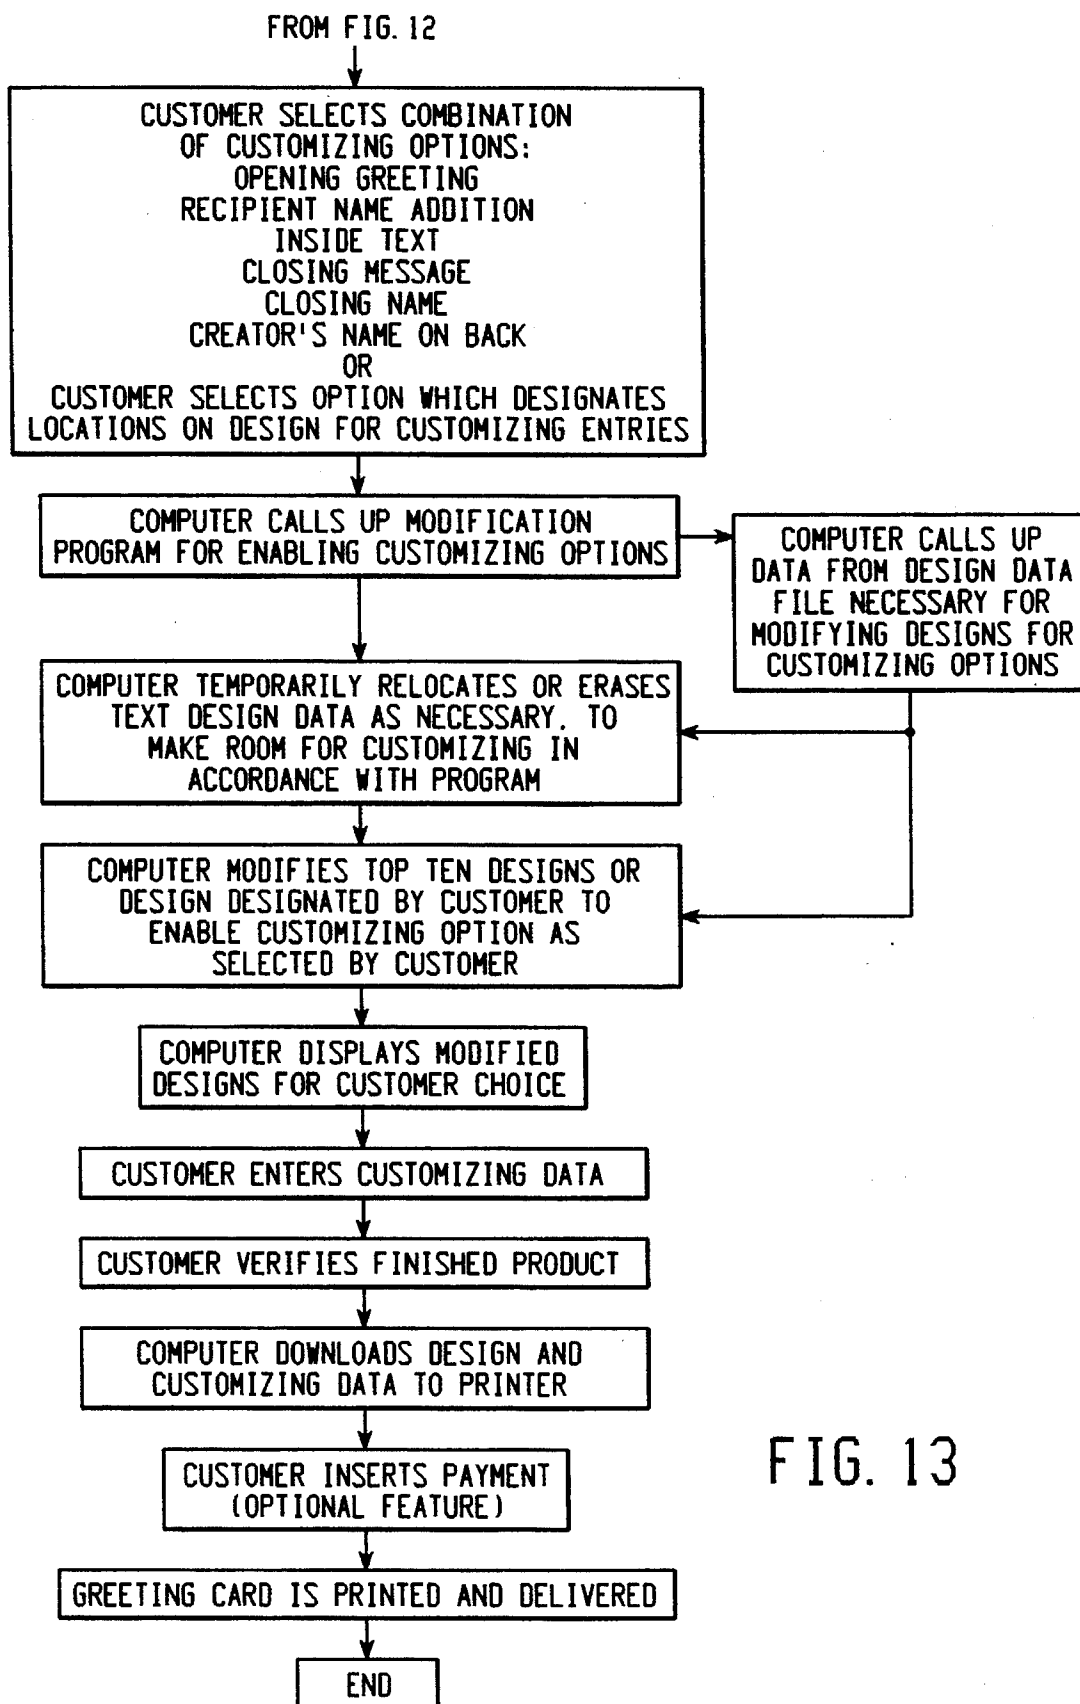 FROM FIG. 12
CUSTOMER SELECTS COMBINATION
OF CUSTOMIZING OPTIONS:
OPENING GREETING
RECIPIENT NAME ADDITION
INSIDE TEXT
CLOSING MESSAGE
CLOSING NAME
CREATOR'S NAME ON BACK
OR
CUSTOMER SELECTS OPTION WHICH DESIGNATES
LOCATIONS ON DESIGN FOR CUSTOMIZING ENTRIES
COMPUTER CALLS UP MODIFICATION
PROGRAM FOR ENABLING CUSTOMIZING OPTIONS
COMPUTER CALLS UP
DATA FROM DESIGN DATA
FILE NECESSARY FOR
MODIFYING DESIGNS FOR
CUSTOMIZING OPTIONS
COMPUTER TEMPORARILY RELOCATES OR ERASES
TEXT DESIGN DATA AS NECESSARY. TO
MAKE ROOM FOR CUSTOMIZING IN
ACCORDANCE WITH PROGRAM
COMPUTER MODIFIES TOP TEN DESIGNS OR
DESIGN DESIGNATED BY CUSTOMER TO
ENABLE CUSTOMIZING OPTION AS
SELECTED BY CUSTOMER
COMPUTER DISPLAYS MODIFIED
DESIGNS FOR CUSTOMER CHOICE
CUSTOMER ENTERS CUSTOMIZING DATA
CUSTOMER VERIFIES FINISHED PRODUCT
COMPUTER DOWNLOADS DESIGN AND
CUSTOMIZING DATA TO PRINTER
CUSTOMER INSERTS PAYMENT
(OPTIONAL FEATURE)
GREETING CARD IS PRINTED AND DELIVERED
END
FIG. 13